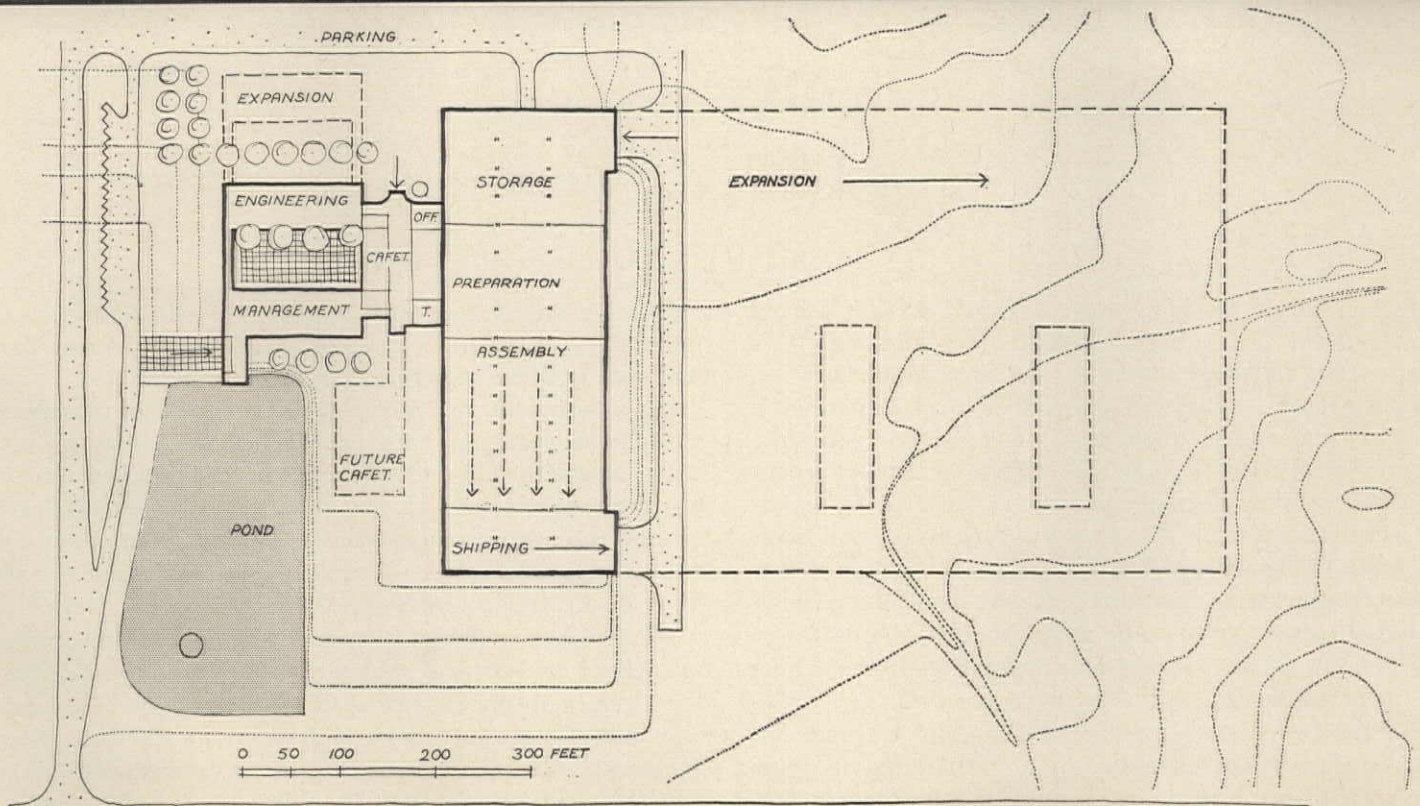 PARKING
EXPANSION
ENGINEERING
OFF.
STORAGE
EXPANSION
CAFET.
PREPARATION
MANAGEMENT
T.
ASSEMBLY
FUTURE
CAFET.
POND
SHIPPING
0 50 100 200 300 FEET